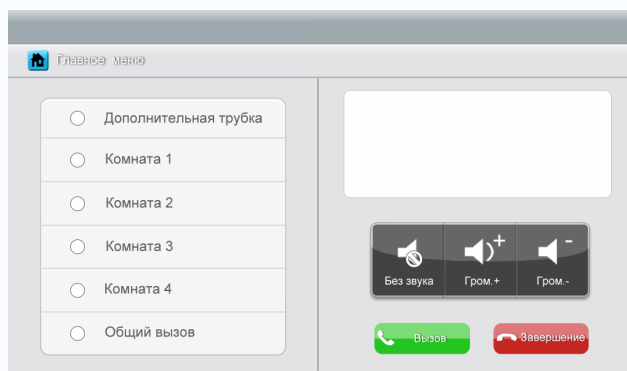 Главное меню
Дополнительная трубка
Комната 1
Комната 2
Комната 3
Комната 4
Общий вызов
Без звука
Гром.+
Гром.-
Вызов
Завершение